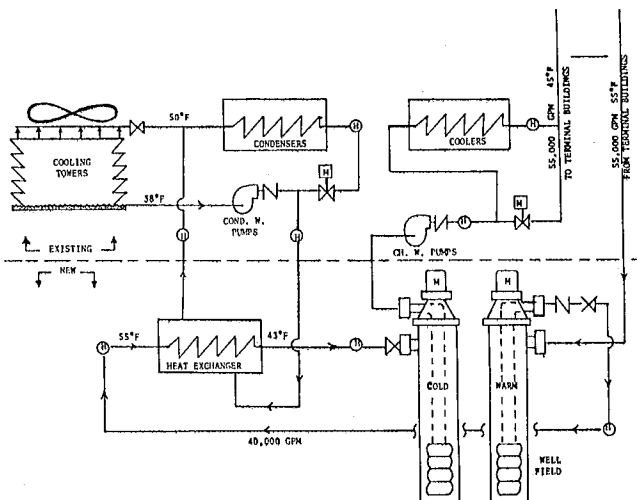 50°F
H
CONDENSERS
COOLERS
H
55,000 GPM 45°F
TO TERMINAL BUILDINGS
55,000 GPM 55°F
FROM TERMINAL BUILDINGS
COOLING
TOWERS
M
38°F
M
COND. W.
PUMPS
H
H
H
CH. W. PUMPS
EXISTING
NEW
M
M
55°F
43°F
H
H
HEAT EXCHANGER
COLD
WARM
40,000 GPM
H
WELL
FIELD